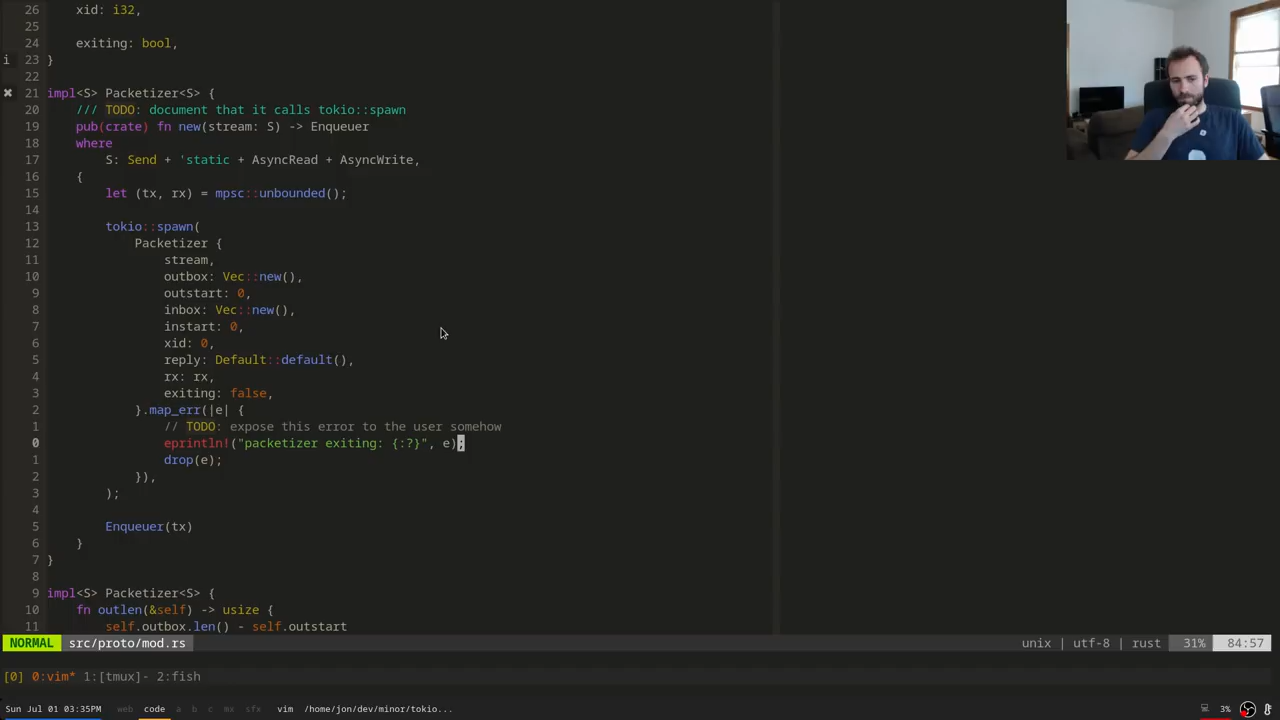 26     xid: i32,
25
24     exiting: bool,
i 23 }
22
✖ 21 impl<S> Packetizer<S> {
20     /// TODO: document that it calls tokio::spawn
19     pub(crate) fn new(stream: S) -> Enqueuer
18     where
17         S: Send + 'static + AsyncRead + AsyncWrite,
16     {
15         let (tx, rx) = mpsc::unbounded();
14
13         tokio::spawn(
12             Packetizer {
11                 stream,
10                 outbox: Vec::new(),
9                 outstart: 0,
8                 inbox: Vec::new(),
7                 instart: 0,
6                 xid: 0,
5                 reply: Default::default(),
4                 rx: rx,
3                 exiting: false,
2             }.map_err(|e| {
1                 // TODO: expose this error to the user somehow
0                 eprintln!("packetizer exiting: {:?}", e);
1                 drop(e);
2             }),
3         );
4
5         Enqueuer(tx)
6     }
7 }
8
9 impl<S> Packetizer<S> {
10     fn outlen(&self) -> usize {
11         self.outbox.len() - self.outstart
NORMAL src/proto/mod.rs unix | utf-8 | rust 31% 84:57
[0] 0:vim* 1:[tmux]- 2:fish
Sun Jul 01 03:35PM web code a b c mx sfx vim /home/jon/dev/minor/tokio... 3%